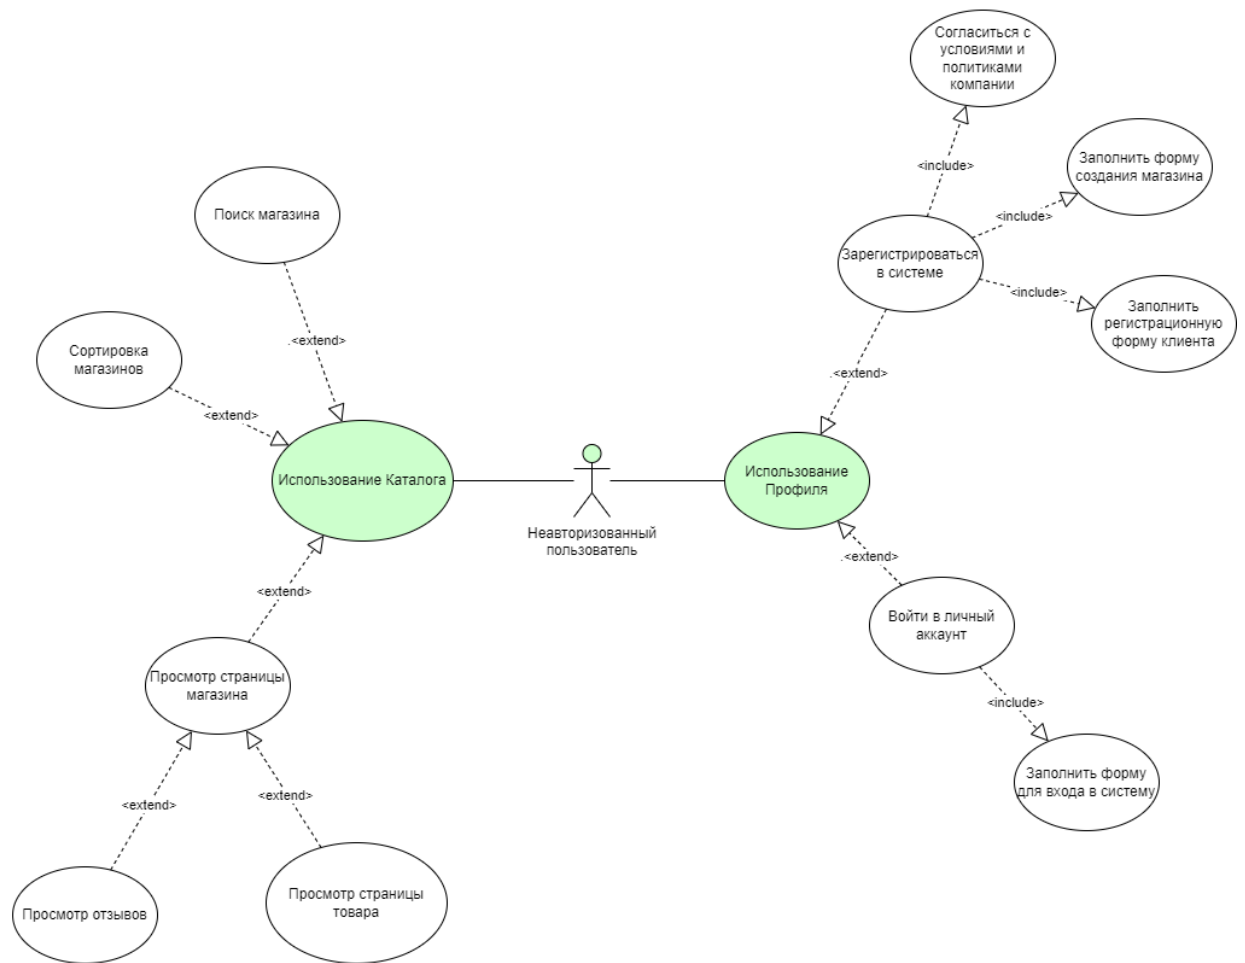 Согласиться с
условиями и
политиками
компании
<include>
Заполнить форму
создания магазина
<include>
Зарегистрироваться
в системе
<include>
Заполнить
регистрационную
форму клиента
.<extend>
Поиск магазина
.<extend>
Сортировка
магазинов
<extend>
Использование Каталога
Неавторизованный
пользователь
Использование
Профиля
.<extend>
Войти в личный
аккаунт
<include>
Заполнить форму
для входа в систему
<extend>
Просмотр страницы
магазина
<extend>
<extend>
Просмотр отзывов
Просмотр страницы
товара